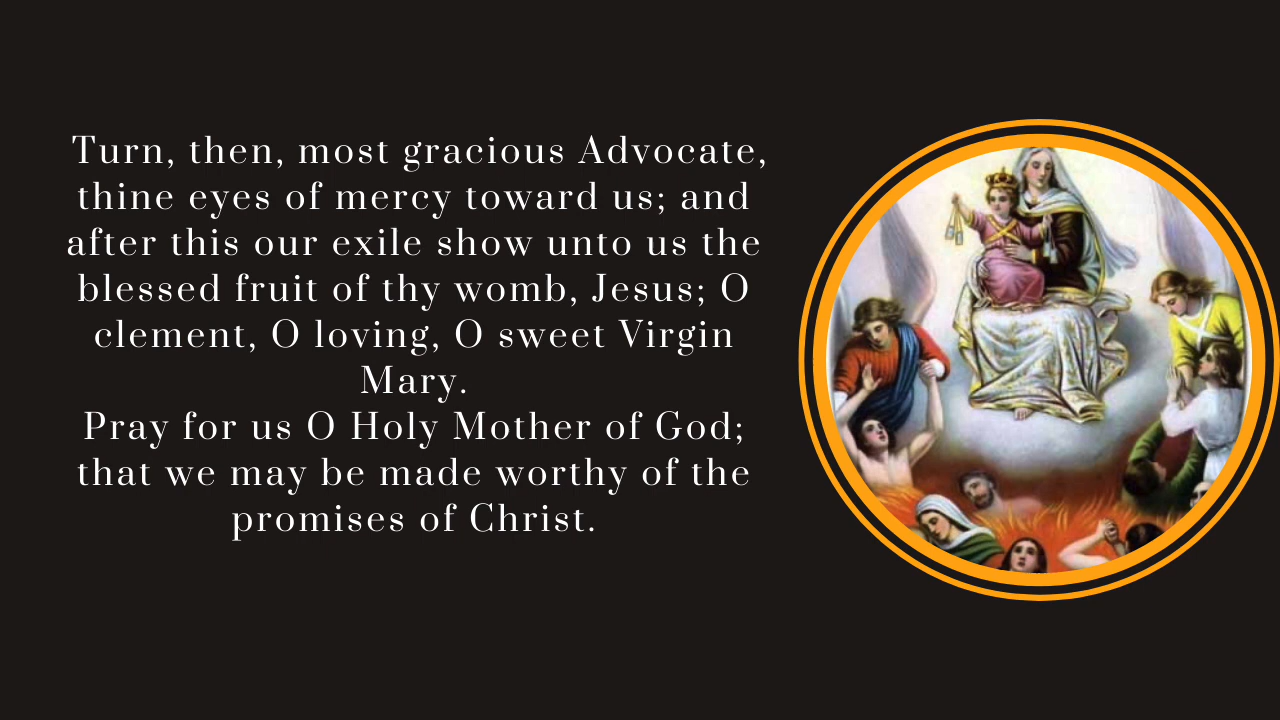 Turn, then, most gracious Advocate,
thine eyes of mercy toward us; and
after this our exile show unto us the
blessed fruit of thy womb, Jesus; O
clement, O loving, O sweet Virgin
Mary.
Pray for us O Holy Mother of God;
that we may be made worthy of the
promises of Christ.